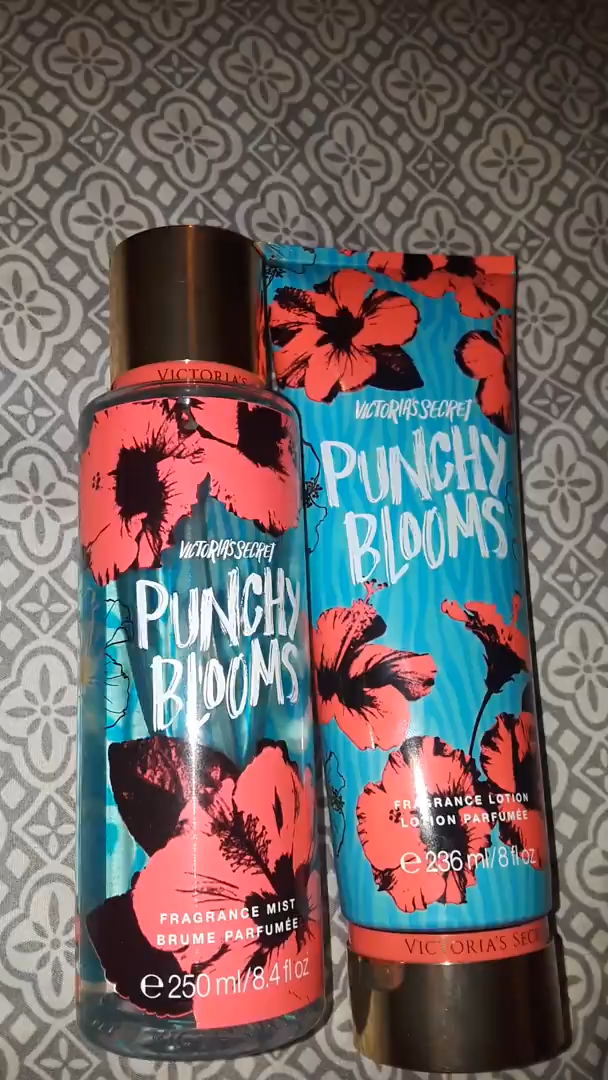 VICTORIA'S
VICTORIA'S SECRET
PUNCHY
BLOOMS
FRAGRANCE MIST
BRUME PARFUMÉE
e 250 ml/8.4 fl oz
VICTORIA'S SECRET
PUNCHY
BLOOMS
FRAGRANCE LOTION
LOTION PARFUMÉE
e 236 ml/8 fl oz
VICTORIA'S SECR